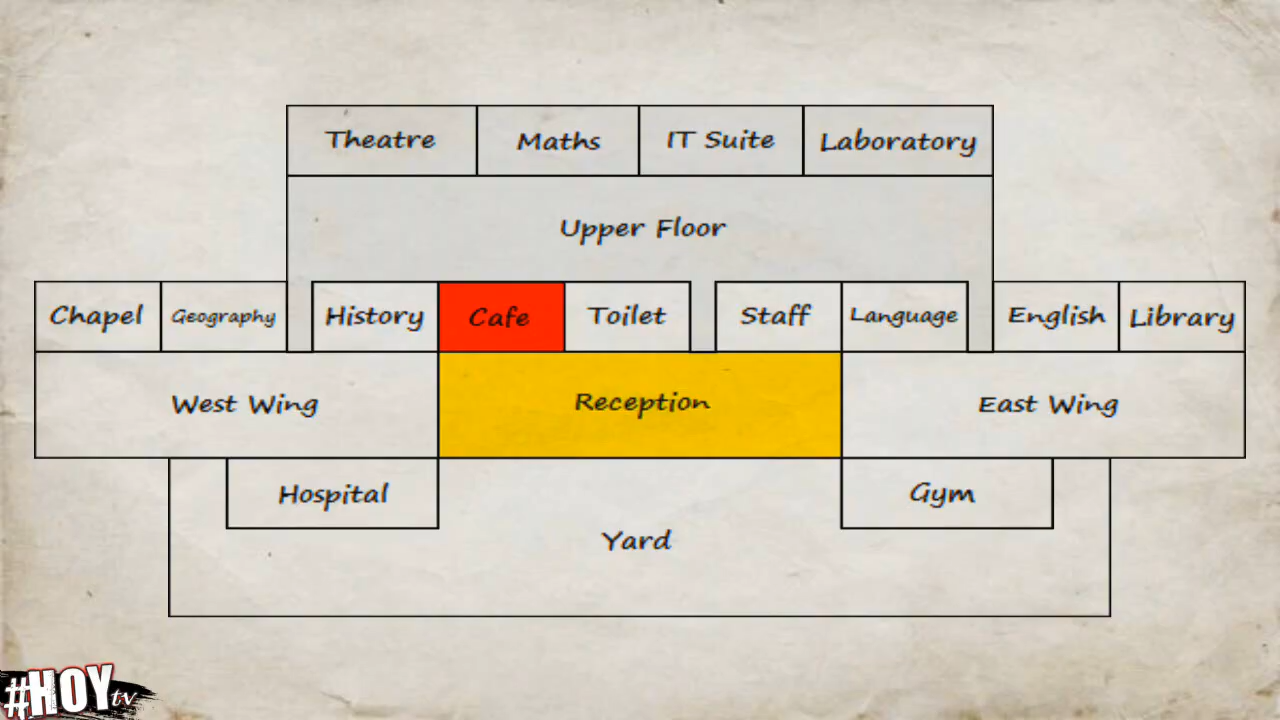 Theatre
Maths
IT Suite
Laboratory
Upper Floor
Chapel
Geography
History
Cafe
Toilet
Staff
Language
English
Library
West Wing
Reception
East Wing
Hospital
Gym
Yard
#HOYtv